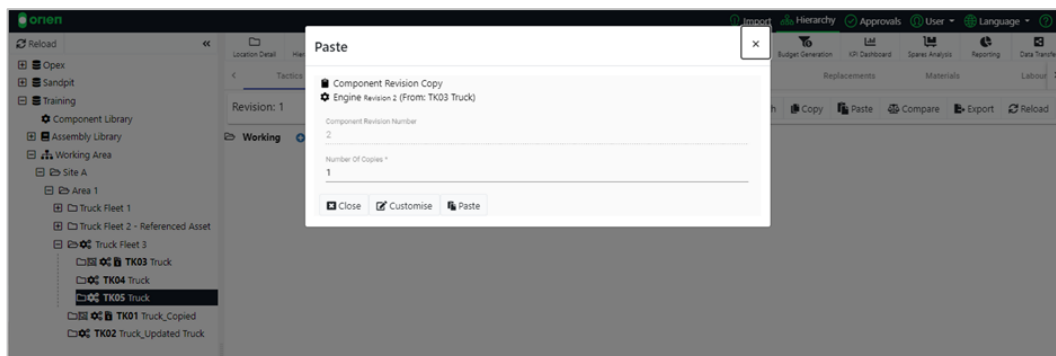 orien
Import Hierarchy Approvals User Language
Reload
Opex
Sandpit
Training
Component Library
Assembly Library
Working Area
Site A
Area 1
Truck Fleet 1
Truck Fleet 2 - Referenced Asset
Truck Fleet 3
TK03 Truck
TK04 Truck
TK05 Truck
TK01 Truck_Copied
TK02 Truck_Updated Truck
Location Detail
Budget Generation KPI Dashboard Spares Analysis Reporting
Tactics Replacements Materials Labour
Revision: 1
Copy Paste Compare Export Reload
Working
Paste
Component Revision Copy
Engine Revision 2 (From: TK03 Truck)
Component Revision Number
2
Number Of Copies *
1
Close Customise Paste